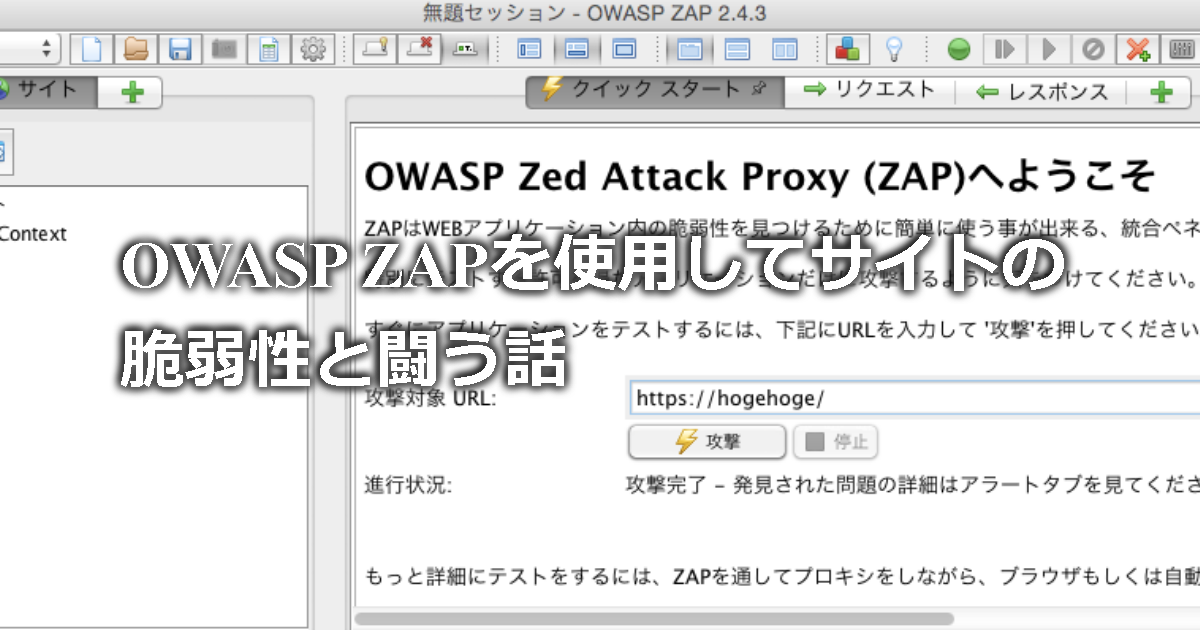 無題セッション - OWASP ZAP 2.4.3
サイト
クイック スタート
リクエスト
レスポンス
OWASP Zed Attack Proxy (ZAP)へようこそ
ZAPはWEBアプリケーション内の脆弱性を見つけるために簡単に使う事が出来る、統合ペネ
Context
OWASP ZAPを使用してサイトの
攻撃するように
けてください。
すぐにアプリケーションをテストするには、下記にURLを入力して '攻撃'を押してください
脆弱性と闘う話
攻撃対象 URL:
https://hogehoge/
攻撃
停止
進行状況:
攻撃完了 – 発見された問題の詳細はアラートタブを見てくださ
もっと詳細にテストをするには、ZAPを通してプロキシをしながら、ブラウザもしくは自動